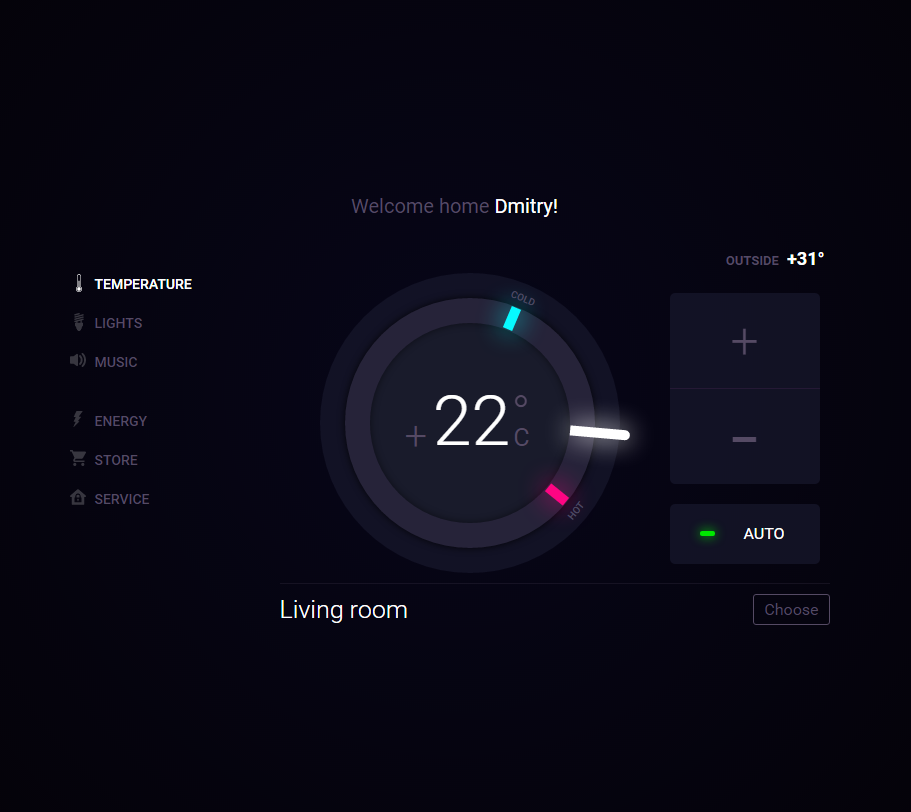 Welcome home Dmitry!
OUTSIDE +31°
TEMPERATURE
LIGHTS
MUSIC
ENERGY
STORE
SERVICE
COLD
+22°C
HOT
+
−
AUTO
Living room
Choose